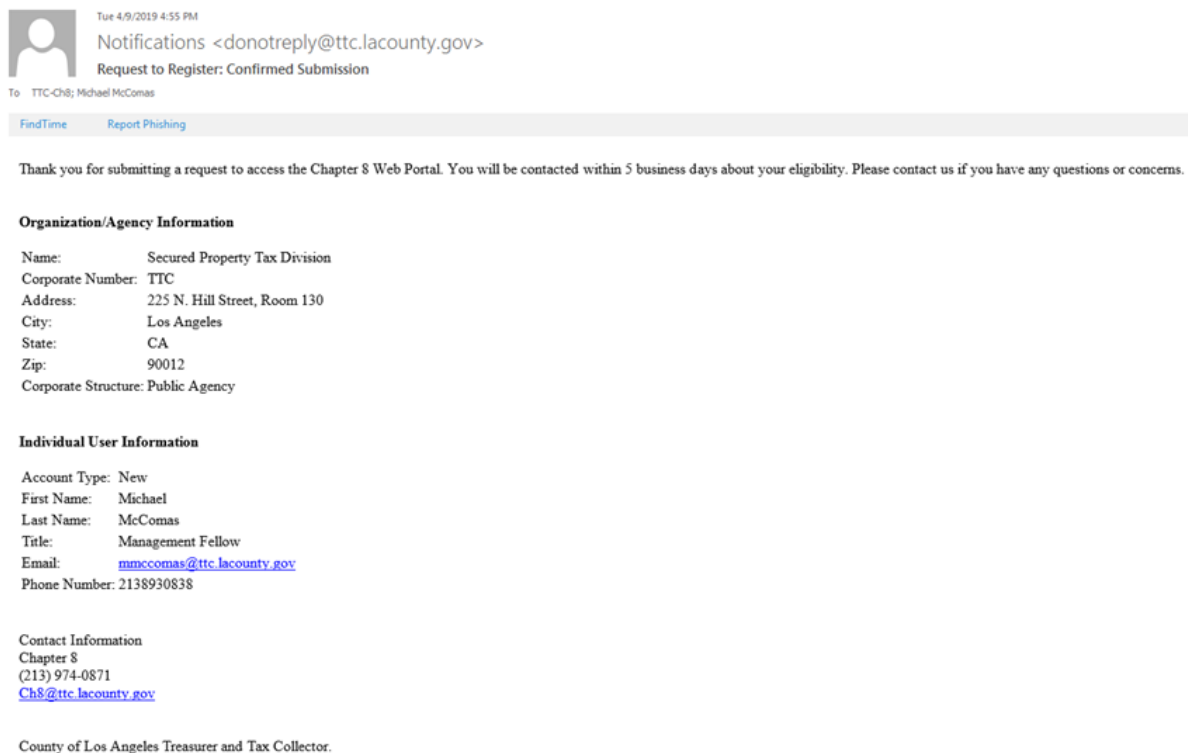 Tue 4/9/2019 4:55 PM
Notifications <donotreply@ttc.lacounty.gov>
Request to Register: Confirmed Submission
To TTC-Ch8; Michael McComas
FindTime Report Phishing
Thank you for submitting a request to access the Chapter 8 Web Portal. You will be contacted within 5 business days about your eligibility. Please contact us if you have any questions or concerns.
Organization/Agency Information
Name: Secured Property Tax Division
Corporate Number: TTC
Address: 225 N. Hill Street, Room 130
City: Los Angeles
State: CA
Zip: 90012
Corporate Structure: Public Agency
Individual User Information
Account Type: New
First Name: Michael
Last Name: McComas
Title: Management Fellow
Email: mmccomas@ttc.lacounty.gov
Phone Number: 2138930838
Contact Information
Chapter 8
(213) 974-0871
Ch8@ttc.lacounty.gov
County of Los Angeles Treasurer and Tax Collector.